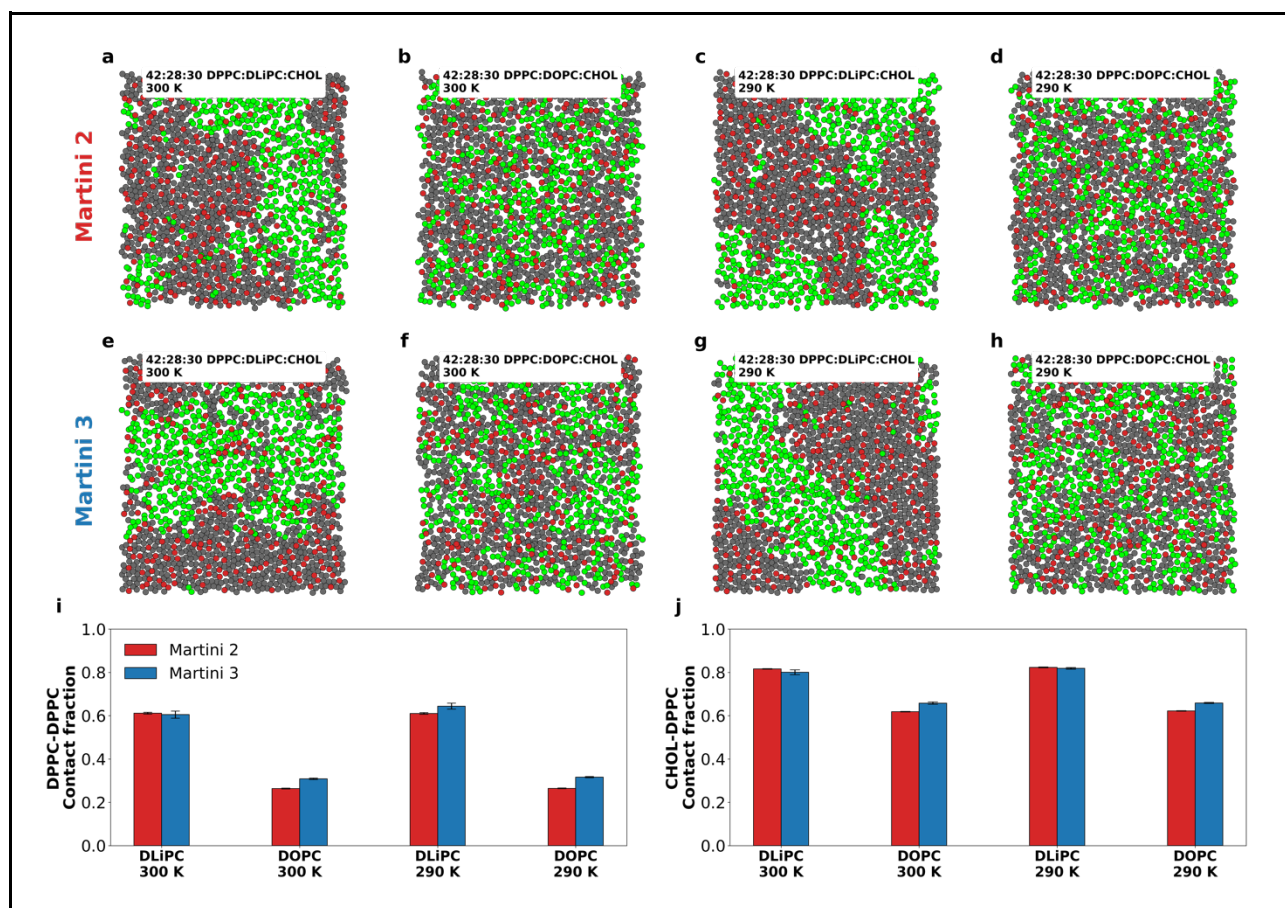 a
b
c
d
42:28:30 DPPC:DLiPC:CHOL
300 K
42:28:30 DPPC:DOPC:CHOL
300 K
42:28:30 DPPC:DLiPC:CHOL
290 K
42:28:30 DPPC:DOPC:CHOL
290 K
Martini 2
e
f
g
h
42:28:30 DPPC:DLiPC:CHOL
300 K
42:28:30 DPPC:DOPC:CHOL
300 K
42:28:30 DPPC:DLiPC:CHOL
290 K
42:28:30 DPPC:DOPC:CHOL
290 K
Martini 3
i
DPPC-DPPC
Contact fraction
1.0
0.8
0.6
0.4
0.2
0.0
Martini 2
Martini 3
DLiPC
300 K
DOPC
300 K
DLiPC
290 K
DOPC
290 K
j
CHOL-DPPC
Contact fraction
1.0
0.8
0.6
0.4
0.2
0.0
DLiPC
300 K
DOPC
300 K
DLiPC
290 K
DOPC
290 K